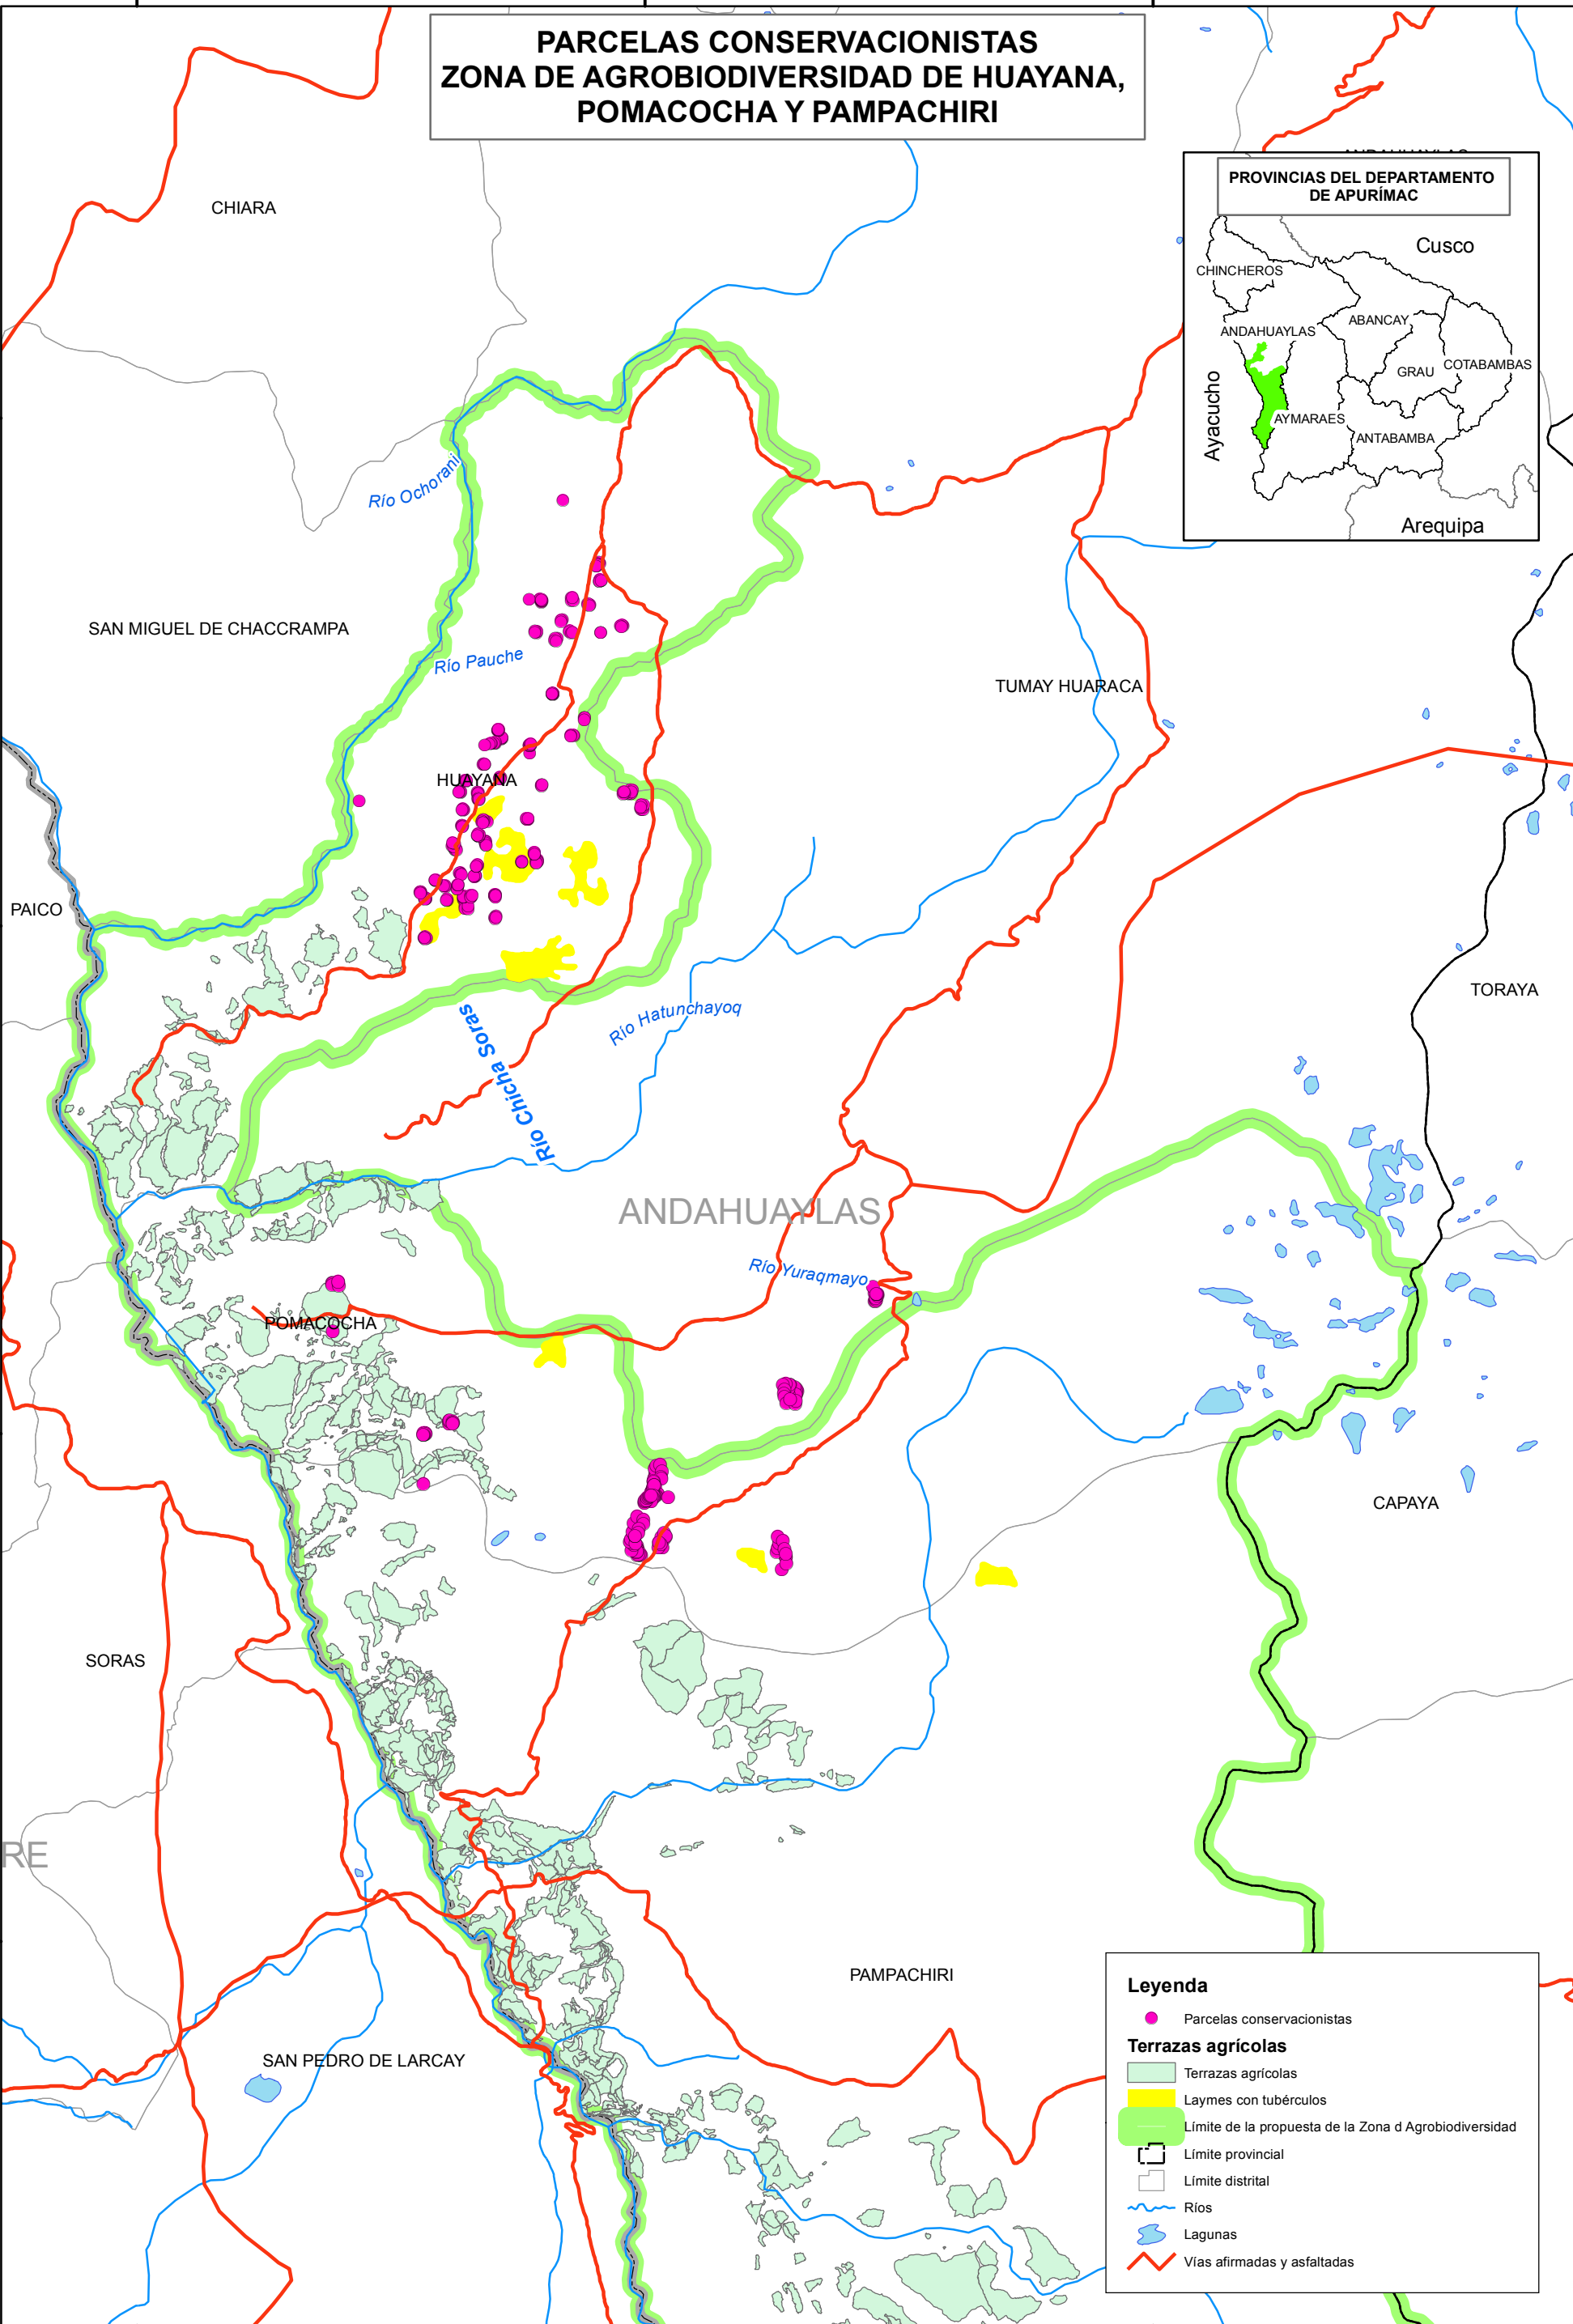 PARCELAS CONSERVACIONISTAS
ZONA DE AGROBIODIVERSIDAD DE HUAYANA,
POMACOCHA Y PAMPACHIRI
ANDAHUAYLAS
PROVINCIAS DEL DEPARTAMENTO
DE APURÍMAC
Cusco
CHINCHEROS
ABANCAY
ANDAHUAYLAS
COTABAMBAS
GRAU
Ayacucho
AYMARAES
ANTABAMBA
Arequipa
CHIARA
Río Ochorani
SAN MIGUEL DE CHACCRAMPA
Río Pauche
TUMAY HUARACA
HUAYANA
PAICO
TORAYA
Río Hatunchayoq
Río Chicha Soras
ANDAHUAYLAS
Río Yuraqmayo
POMACOCHA
CAPAYA
SORAS
RE
PAMPACHIRI
SAN PEDRO DE LARCAY
Leyenda
Parcelas conservacionistas
Terrazas agrícolas
Terrazas agrícolas
Laymes con tubérculos
Límite de la propuesta de la Zona d Agrobiodiversidad
Límite provincial
Límite distrital
Ríos
Lagunas
Vías afirmadas y asfaltadas